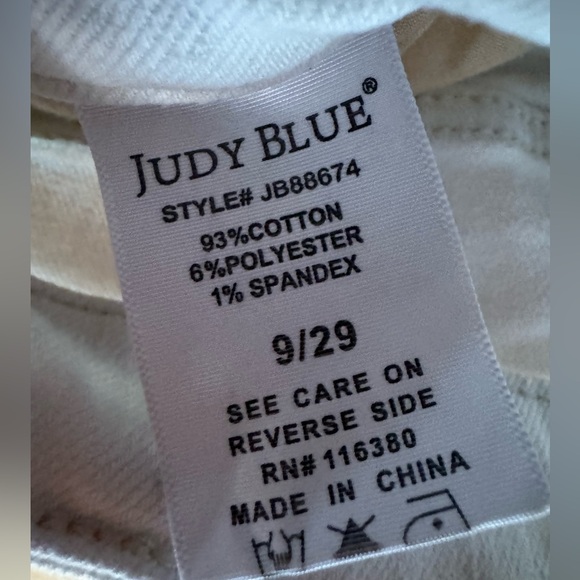 JUDY BLUE®
STYLE# JB88674
93%COTTON
6%POLYESTER
1% SPANDEX
9/29
SEE CARE ON
REVERSE SIDE
RN# 116380
MADE IN CHINA